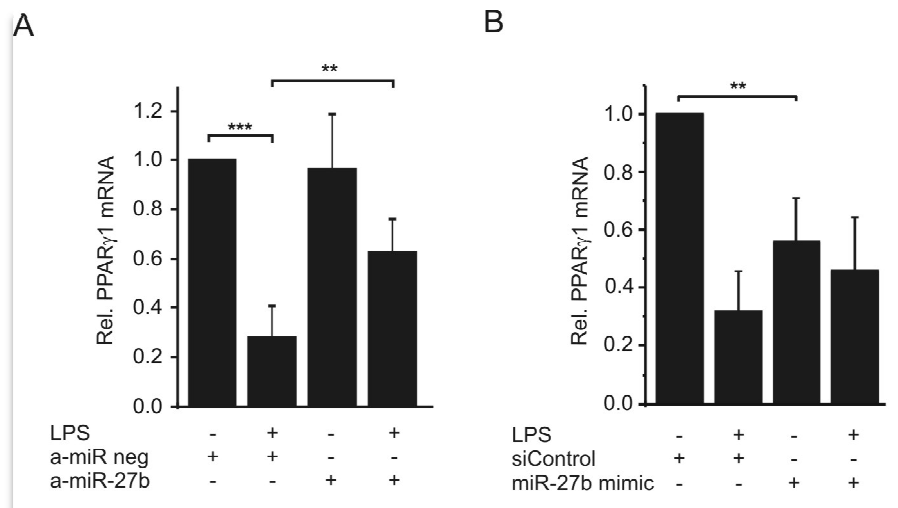 A
B
***
**
**
Rel. PPARγ1 mRNA
1.2
1.0
0.8
0.6
0.4
0.2
0.0
Rel. PPARγ1 mRNA
1.0
0.8
0.6
0.4
0.2
0.0
LPS - + - +
a-miR neg + + - -
a-miR-27b - - + +
LPS - + - +
siControl + + - -
miR-27b mimic - - + +